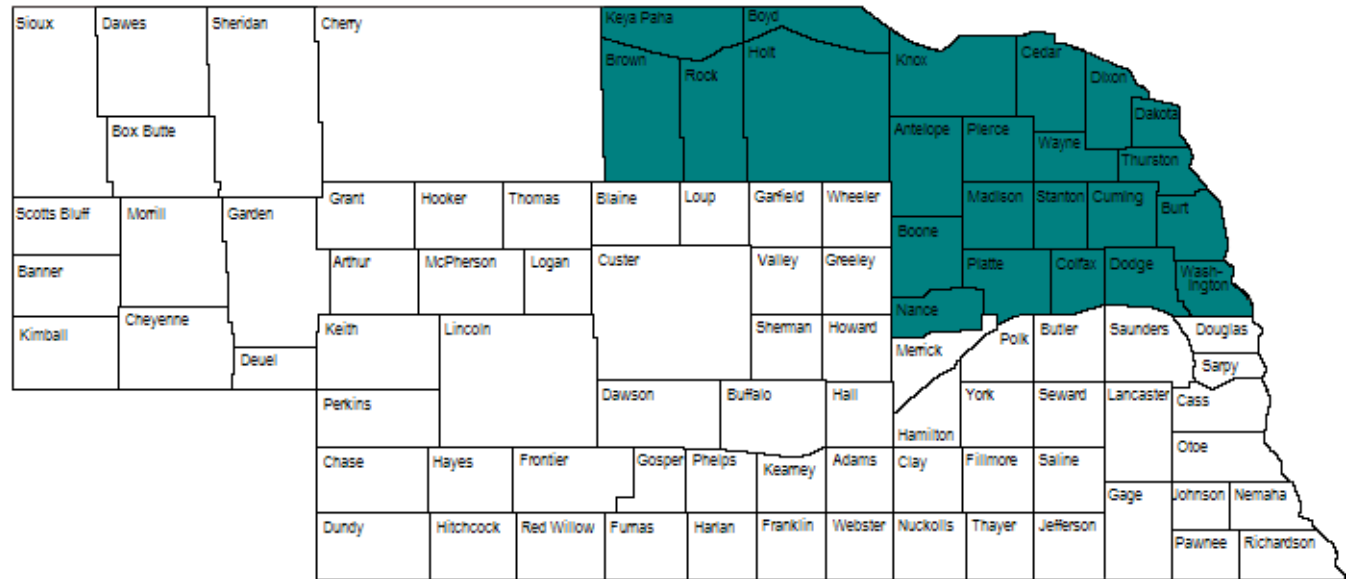 Sioux
Dawes
Sheridan
Cherry
Keya Paha
Boyd
Brown
Rock
Holt
Knox
Cedar
Dixon
Dakota
Box Butte
Antelope
Pierce
Wayne
Thurston
Grant
Hooker
Thomas
Blaine
Loup
Garfield
Wheeler
Madison
Stanton
Cuming
Burt
Scotts Bluff
Morrill
Garden
Boone
Banner
Arthur
McPherson
Logan
Custer
Valley
Greeley
Platte
Colfax
Dodge
Wash-
ington
Kimball
Cheyenne
Nance
Keith
Lincoln
Sherman
Howard
Merrick
Polk
Butler
Saunders
Douglas
Deuel
Sarpy
Perkins
Dawson
Buffalo
Hall
York
Seward
Lancaster
Cass
Hamilton
Otoe
Chase
Hayes
Frontier
Gosper
Phelps
Kearney
Adams
Clay
Fillmore
Saline
Gage
Johnson
Nemaha
Dundy
Hitchcock
Red Willow
Furnas
Harlan
Franklin
Webster
Nuckolls
Thayer
Jefferson
Pawnee
Richardson